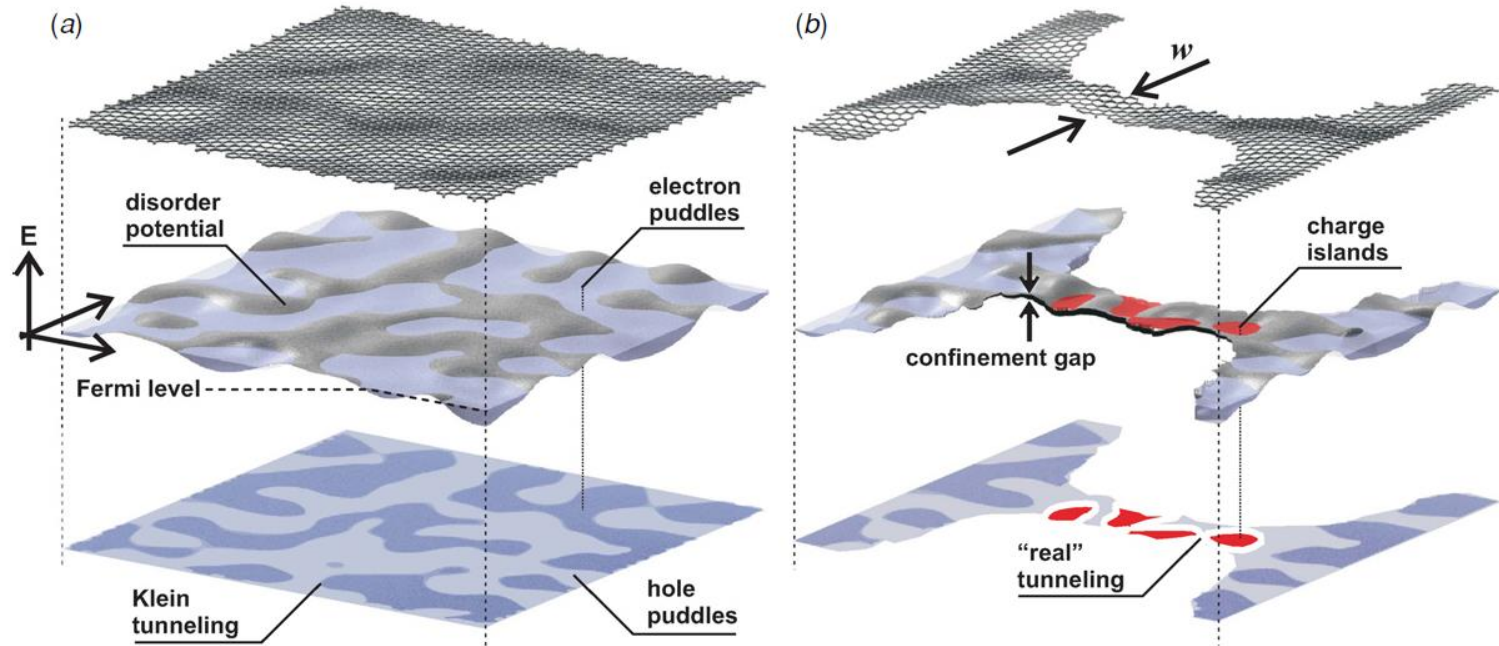 (a)
disorder
potential
electron
puddles
E
Fermi level
Klein
tunneling
hole
puddles
(b)
w
charge
islands
confinement gap
“real”
tunneling